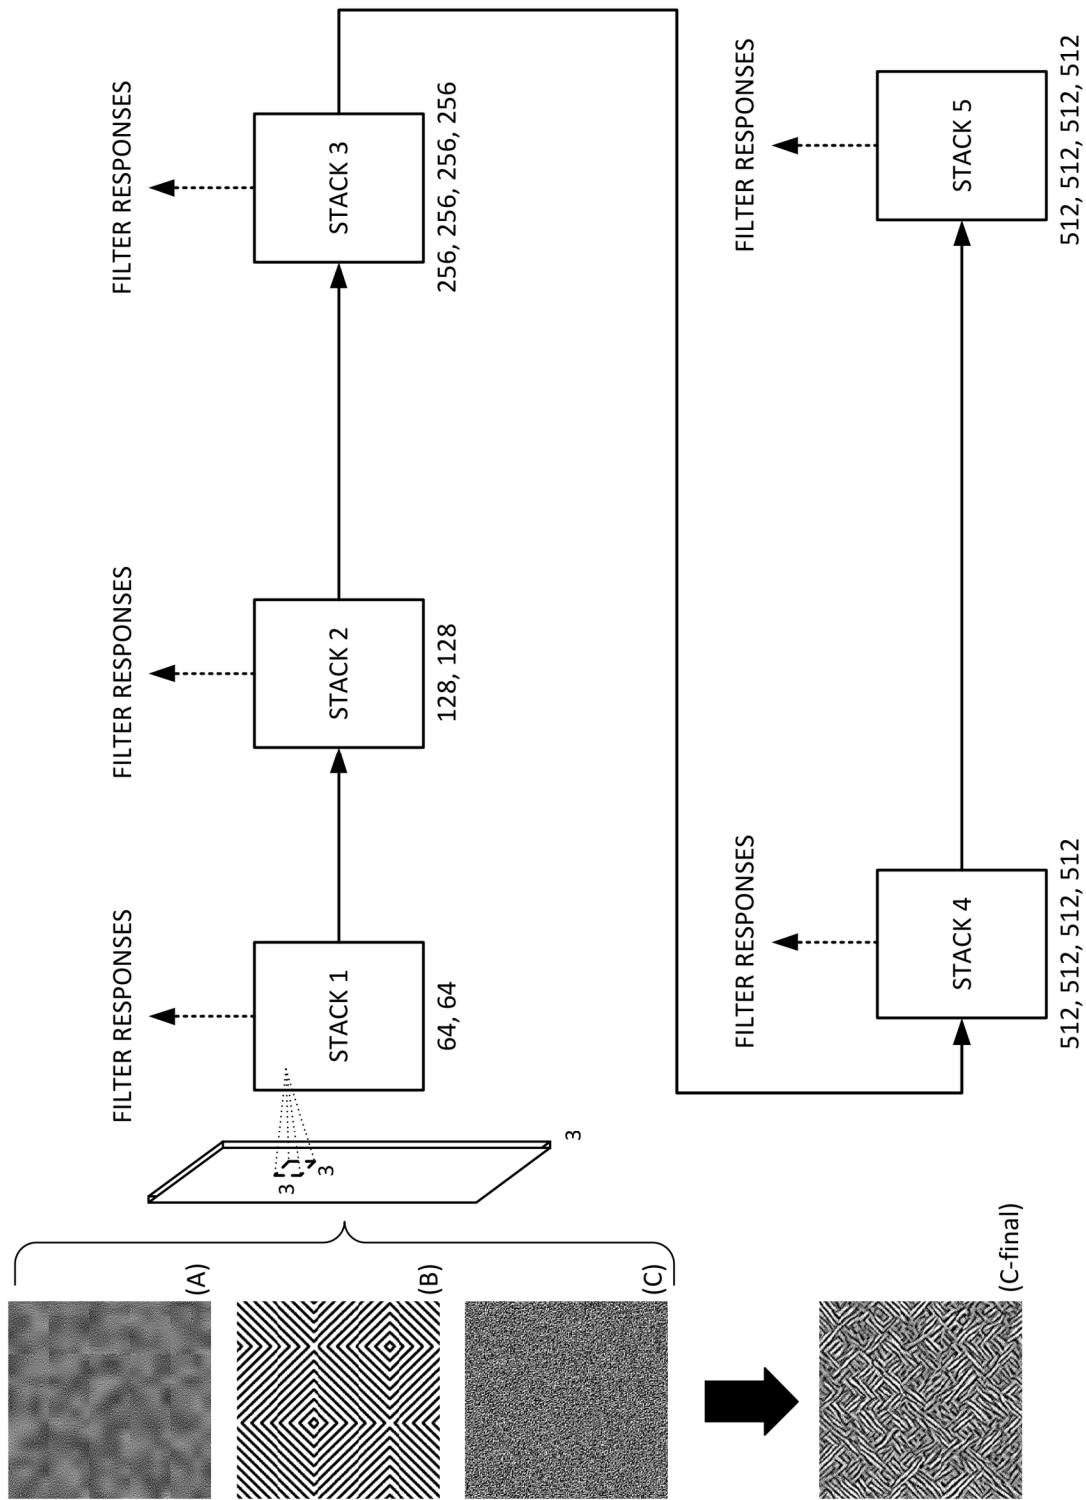 FILTER RESPONSES
FILTER RESPONSES
FILTER RESPONSES
(A)
3
3
STACK 1
STACK 2
STACK 3
(B)
64, 64
128, 128
256, 256, 256, 256
3
(C)
FILTER RESPONSES
FILTER RESPONSES
STACK 4
STACK 5
(C-final)
512, 512, 512, 512
512, 512, 512, 512